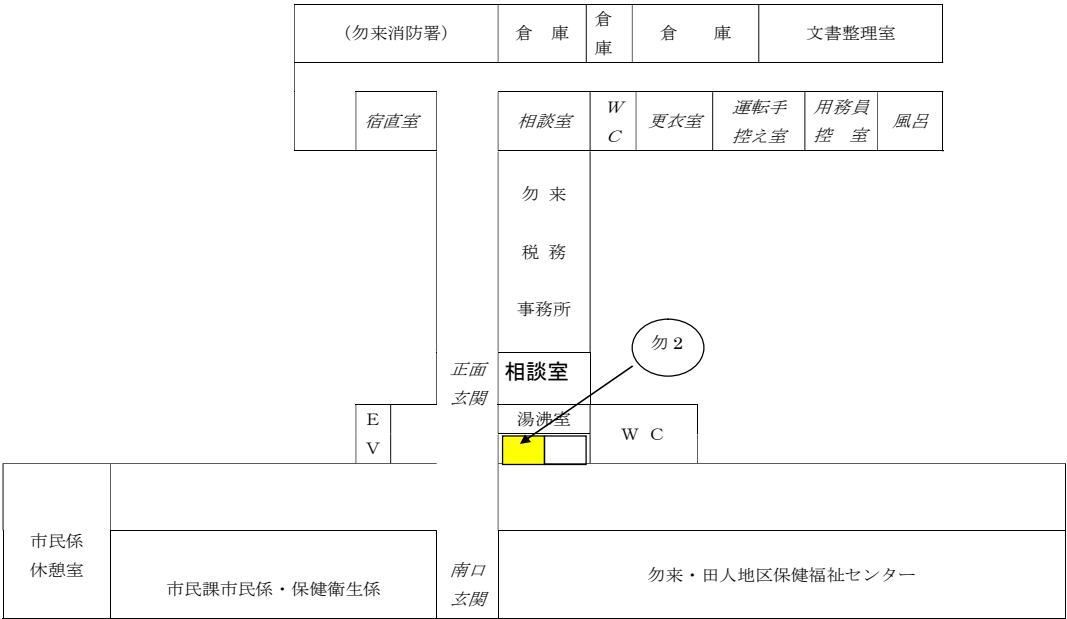 (勿来消防署) 倉 庫 倉 倉 庫 文書整理室
庫
宿直室 相談室 W 更衣室 運転手 用務員 風呂
C 控え室 控 室
勿 来
税 務
事務所
勿2
正面 相談室
玄関
E 湯沸室 W C
V
市民係
休憩室
市民課市民係・保健衛生係
南口
玄関
勿来・田人地区保健福祉センター